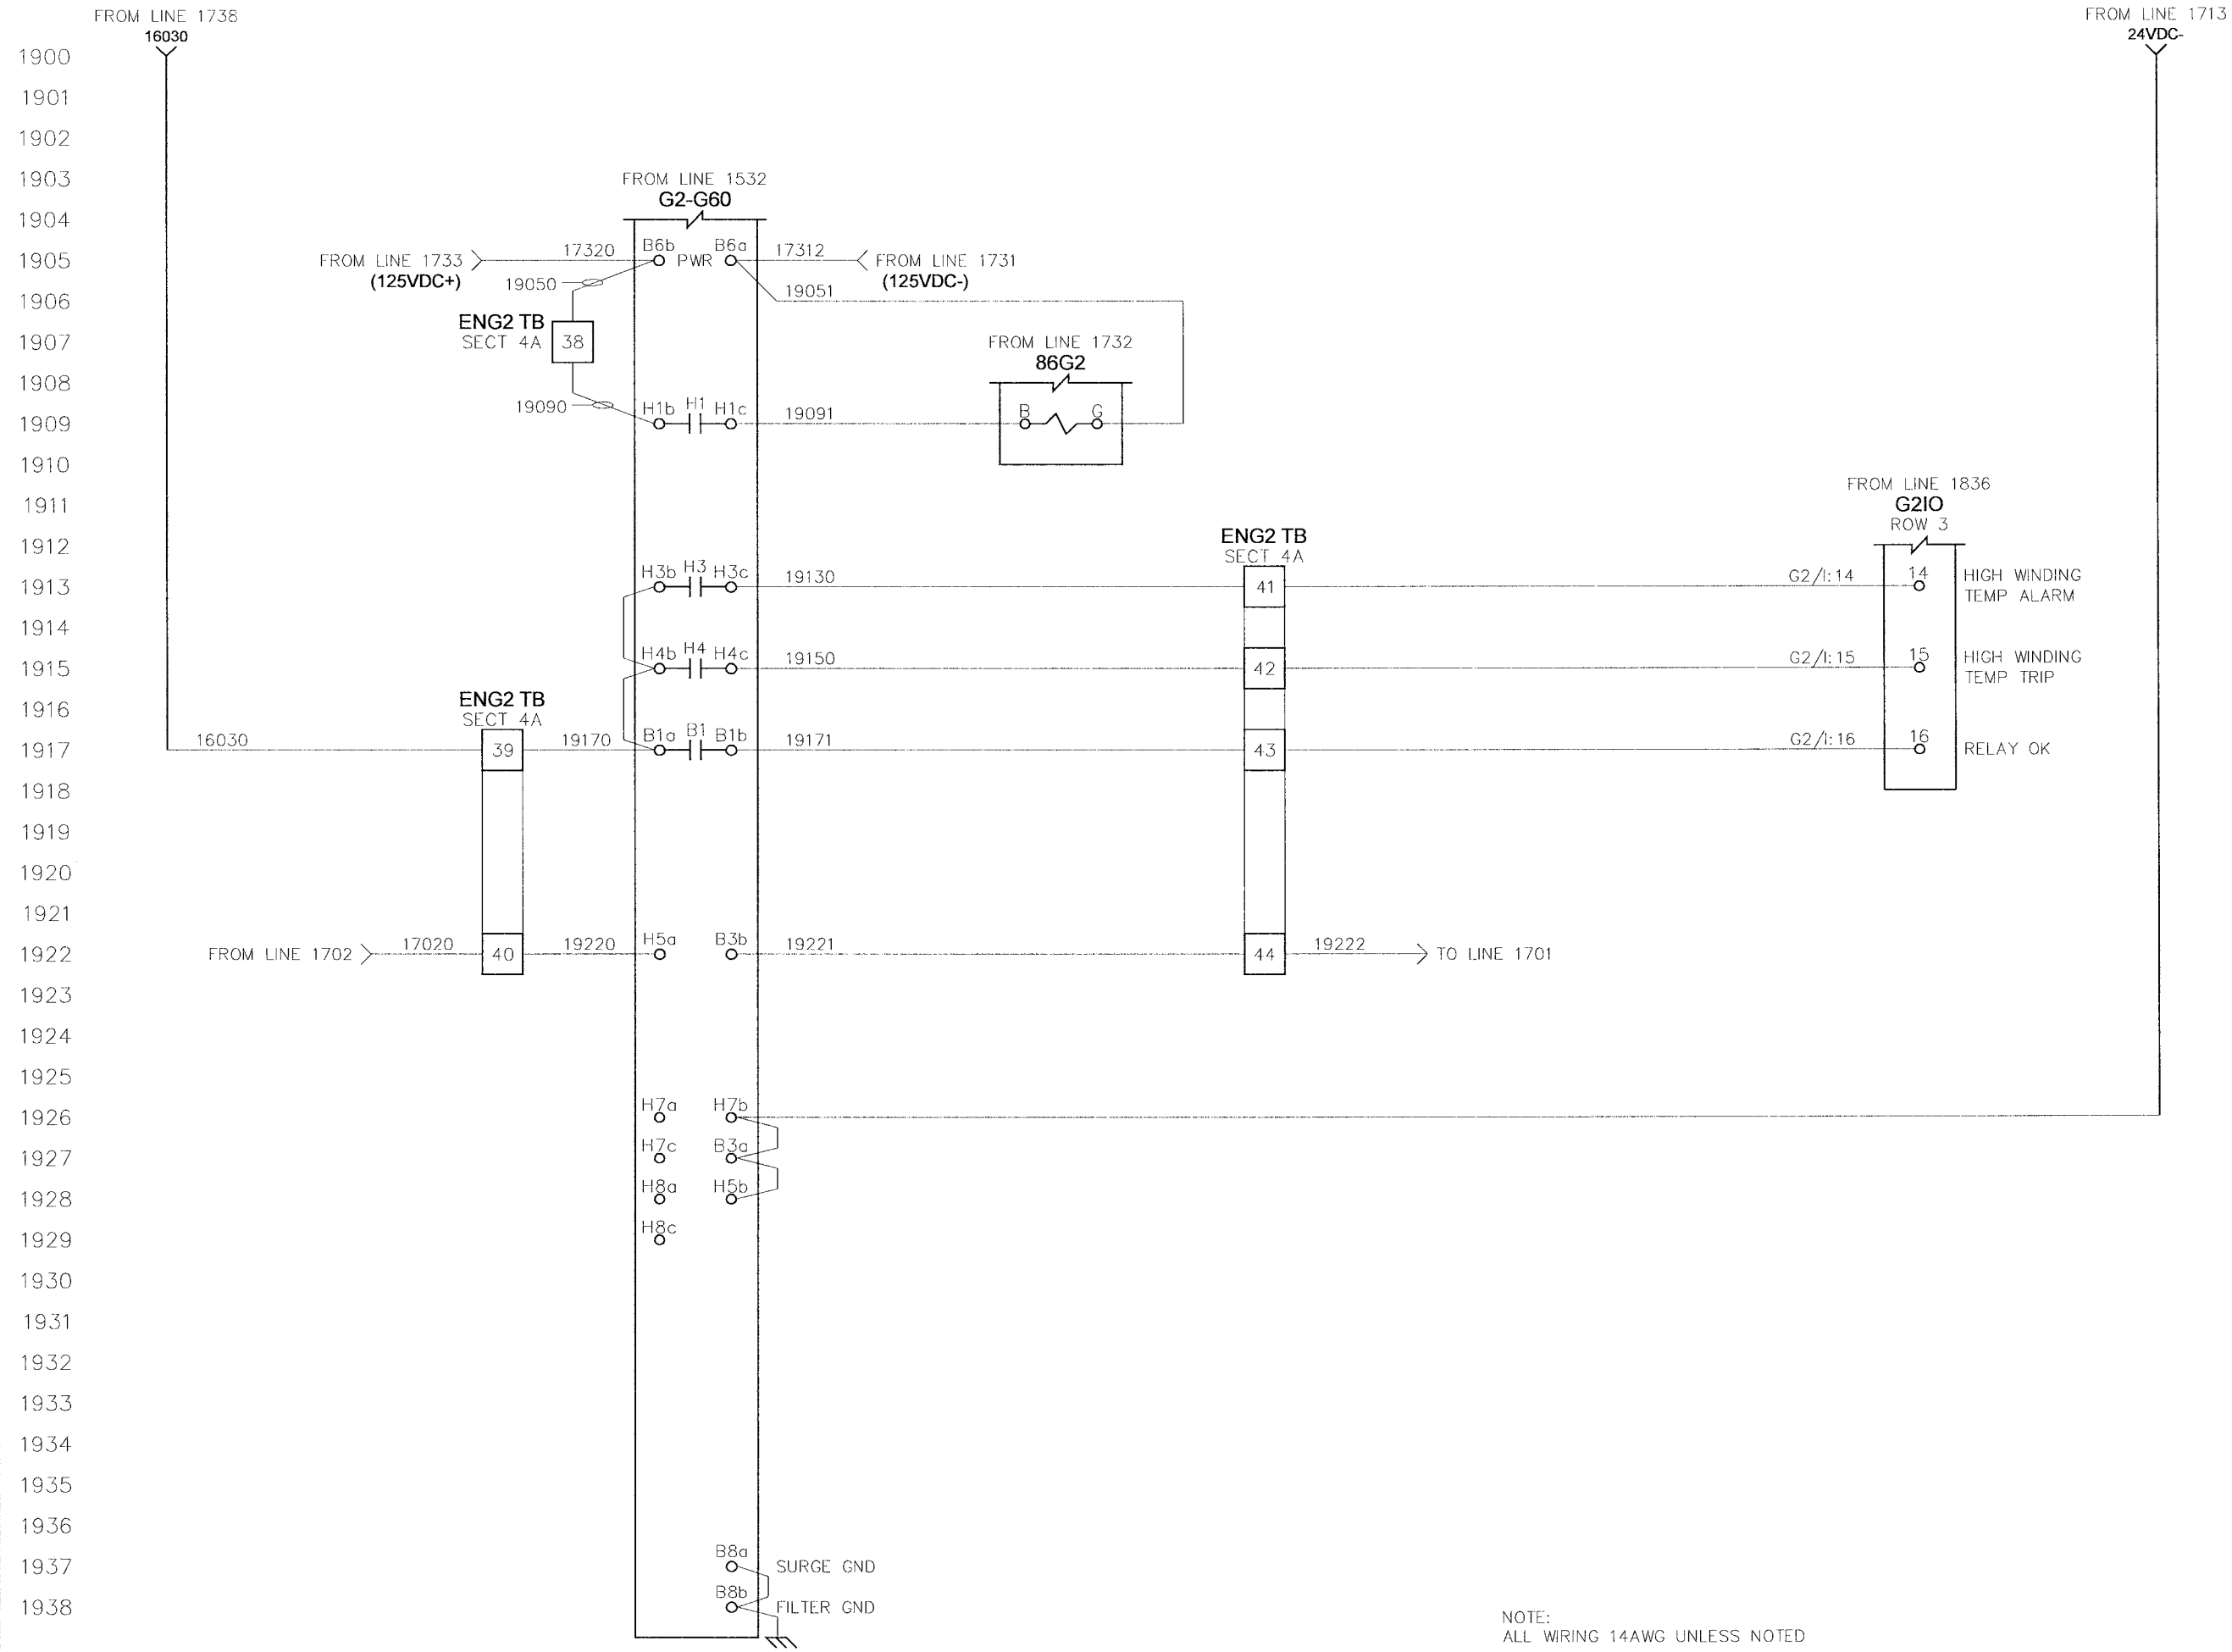 FROM LINE 1738
16030
FROM LINE 1713
24VDC-
1900
1901
1902
1903
FROM LINE 1532
G2-G60
1904
1905
FROM LINE 1733
(125VDC+)
17320
B6b
PWR
B6a
17312
FROM LINE 1731
(125VDC-)
19050
19051
1906
ENG2 TB
SECT 4A
38
1907
FROM LINE 1732
86G2
1908
19090
1909
H1b
H1
H1c
19091
B
G
1910
1911
FROM LINE 1836
G2IO
ROW 3
1912
ENG2 TB
SECT 4A
1913
H3b
H3
H3c
19130
41
G2/I:14
14
HIGH WINDING
TEMP ALARM
1914
1915
H4b
H4
H4c
19150
42
G2/I:15
15
HIGH WINDING
TEMP TRIP
1916
ENG2 TB
SECT 4A
1917
16030
39
19170
B1a
B1
B1b
19171
43
G2/I:16
16
RELAY OK
1918
1919
1920
1921
1922
FROM LINE 1702
17020
40
19220
H5a
B3b
19221
44
19222
TO LINE 1701
1923
1924
1925
1926
H7a
H7b
1927
H7c
B3a
1928
H8a
H5b
1929
H8c
1930
1931
1932
1933
1934
1935
1936
1937
B8a
SURGE GND
1938
B8b
FILTER GND
NOTE:
ALL WIRING 14AWG UNLESS NOTED